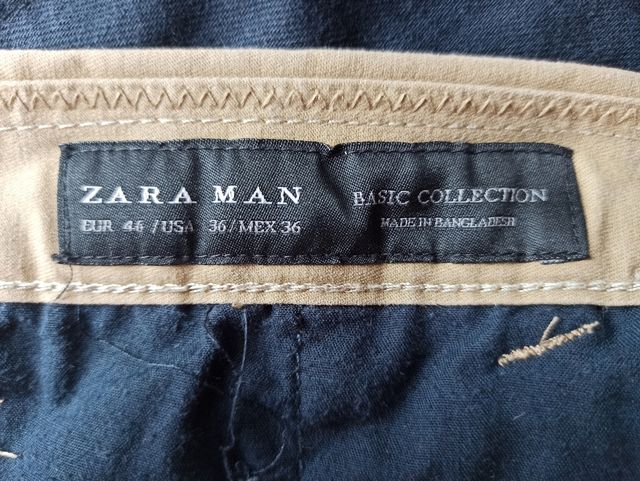 ZARA MAN BASIC COLLECTION
EUR 46 / USA 36 / MEX 36 MADE IN BANGLADESH